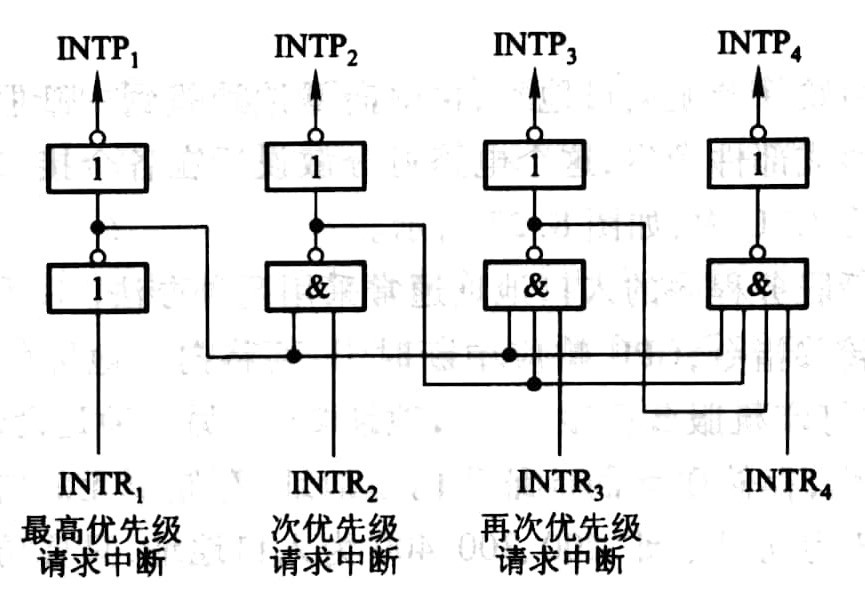 INTP₁ INTP₂ INTP₃ INTP₄
1 1 1 1
1 & & &
INTR₁ INTR₂ INTR₃ INTR₄
最高优先级 次优先级 再次优先级
请求中断 请求中断 请求中断